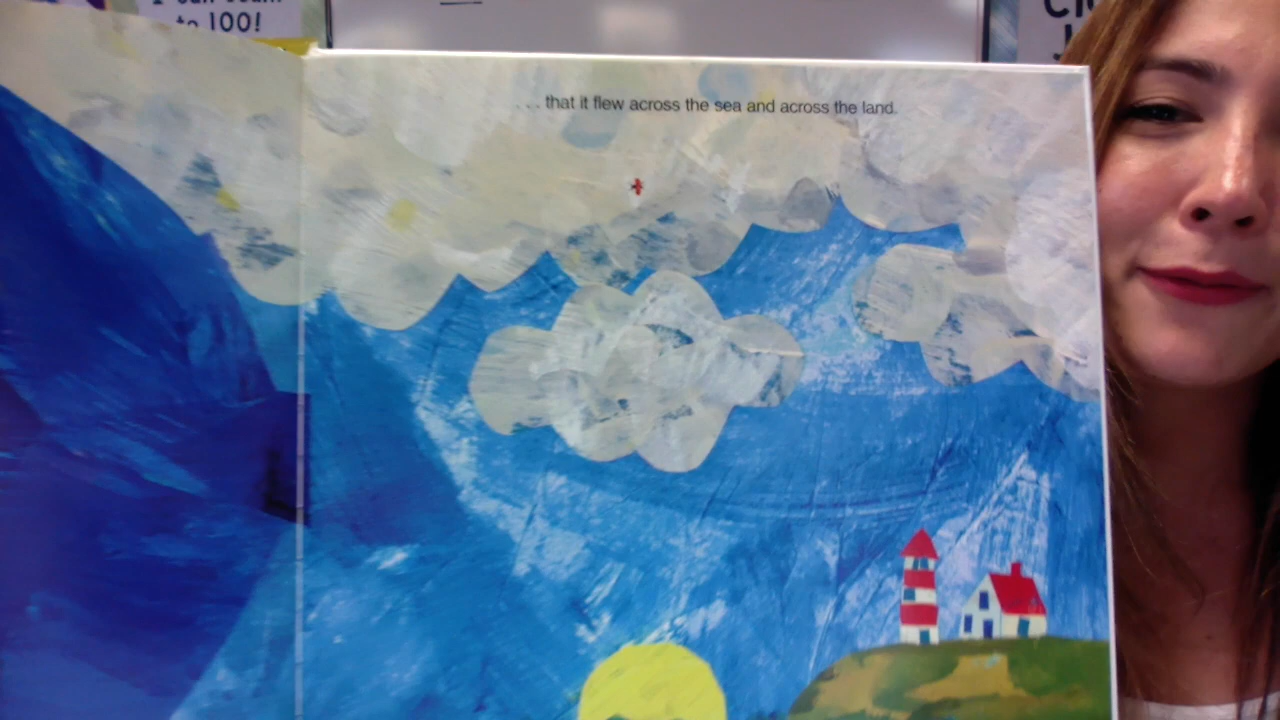 to 100!
. . . that it flew across the sea and across the land.